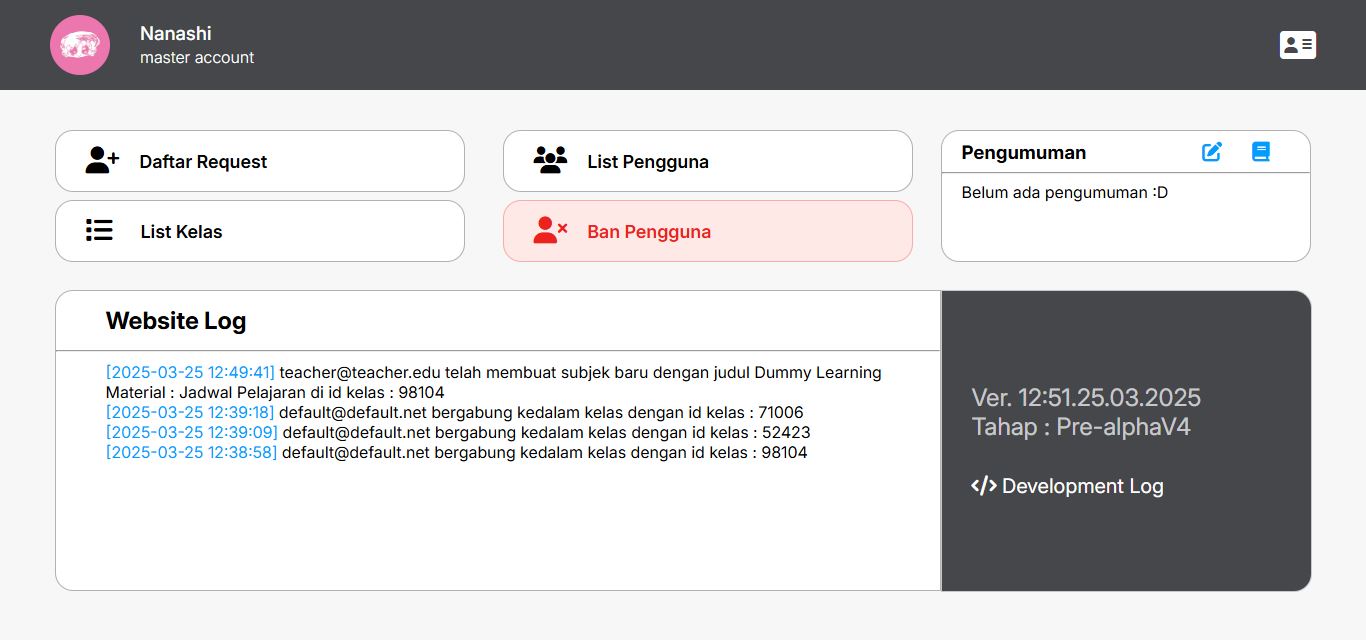 Nanashi
master account
Daftar Request
List Pengguna
List Kelas
Ban Pengguna
Pengumuman
Belum ada pengumuman :D
Website Log
[2025-03-25 12:49:41] teacher@teacher.edu telah membuat subjek baru dengan judul Dummy Learning
Material : Jadwal Pelajaran di id kelas : 98104
[2025-03-25 12:39:18] default@default.net bergabung kedalam kelas dengan id kelas : 71006
[2025-03-25 12:39:09] default@default.net bergabung kedalam kelas dengan id kelas : 52423
[2025-03-25 12:38:58] default@default.net bergabung kedalam kelas dengan id kelas : 98104
Ver. 12:51.25.03.2025
Tahap : Pre-alphaV4
</> Development Log